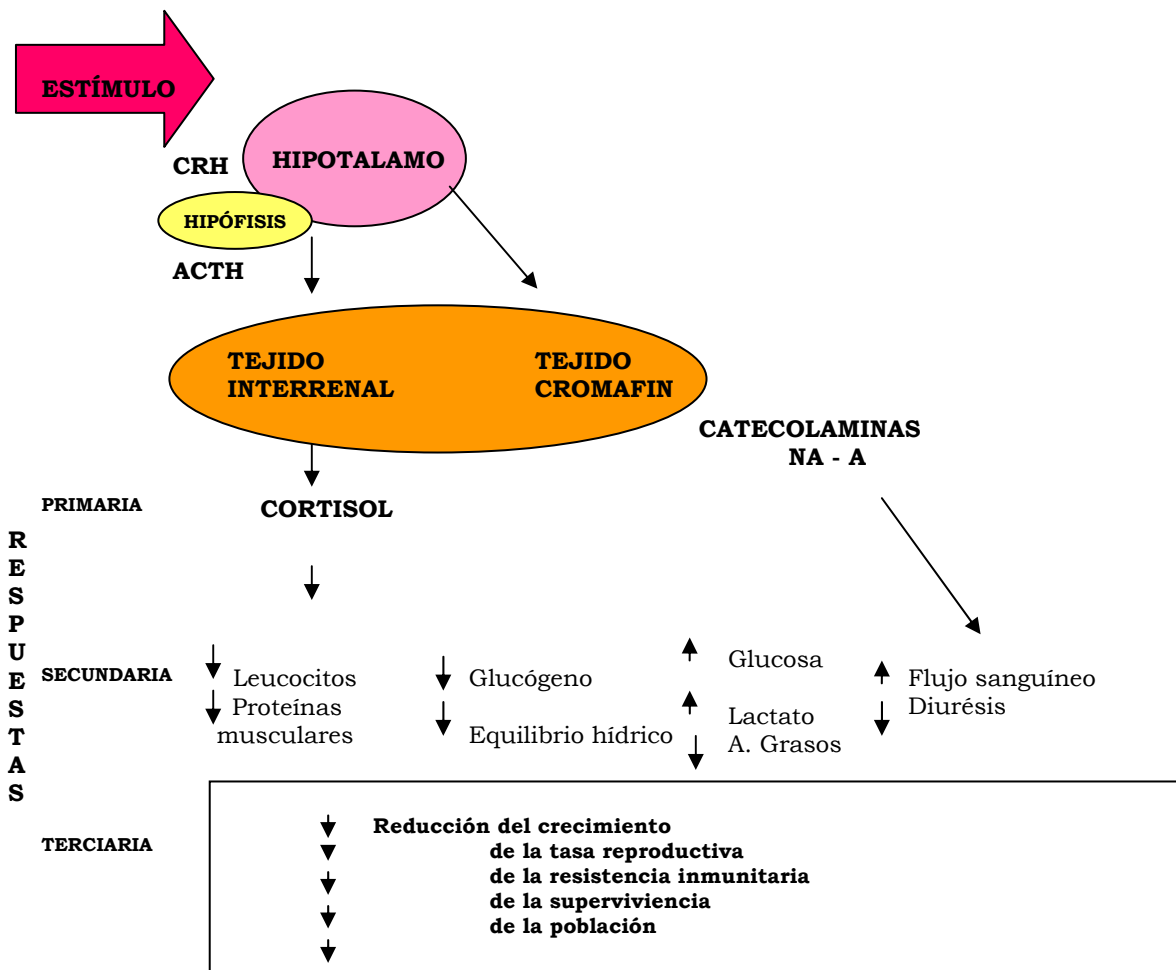 ESTÍMULO
CRH
HIPOTALAMO
HIPÓFISIS
ACTH
TEJIDO
INTERRENAL
TEJIDO
CROMAFIN
CATECOLAMINAS
NA - A
RESPUESTAS
PRIMARIA
CORTISOL
SECUNDARIA
Leucocitos
Proteínas
musculares
Glucógeno
Equilibrio hídrico
Glucosa
Lactato
A. Grasos
Flujo sanguíneo
Diurésis
TERCIARIA
Reducción del crecimiento
de la tasa reproductiva
de la resistencia inmunitaria
de la superviviencia
de la población